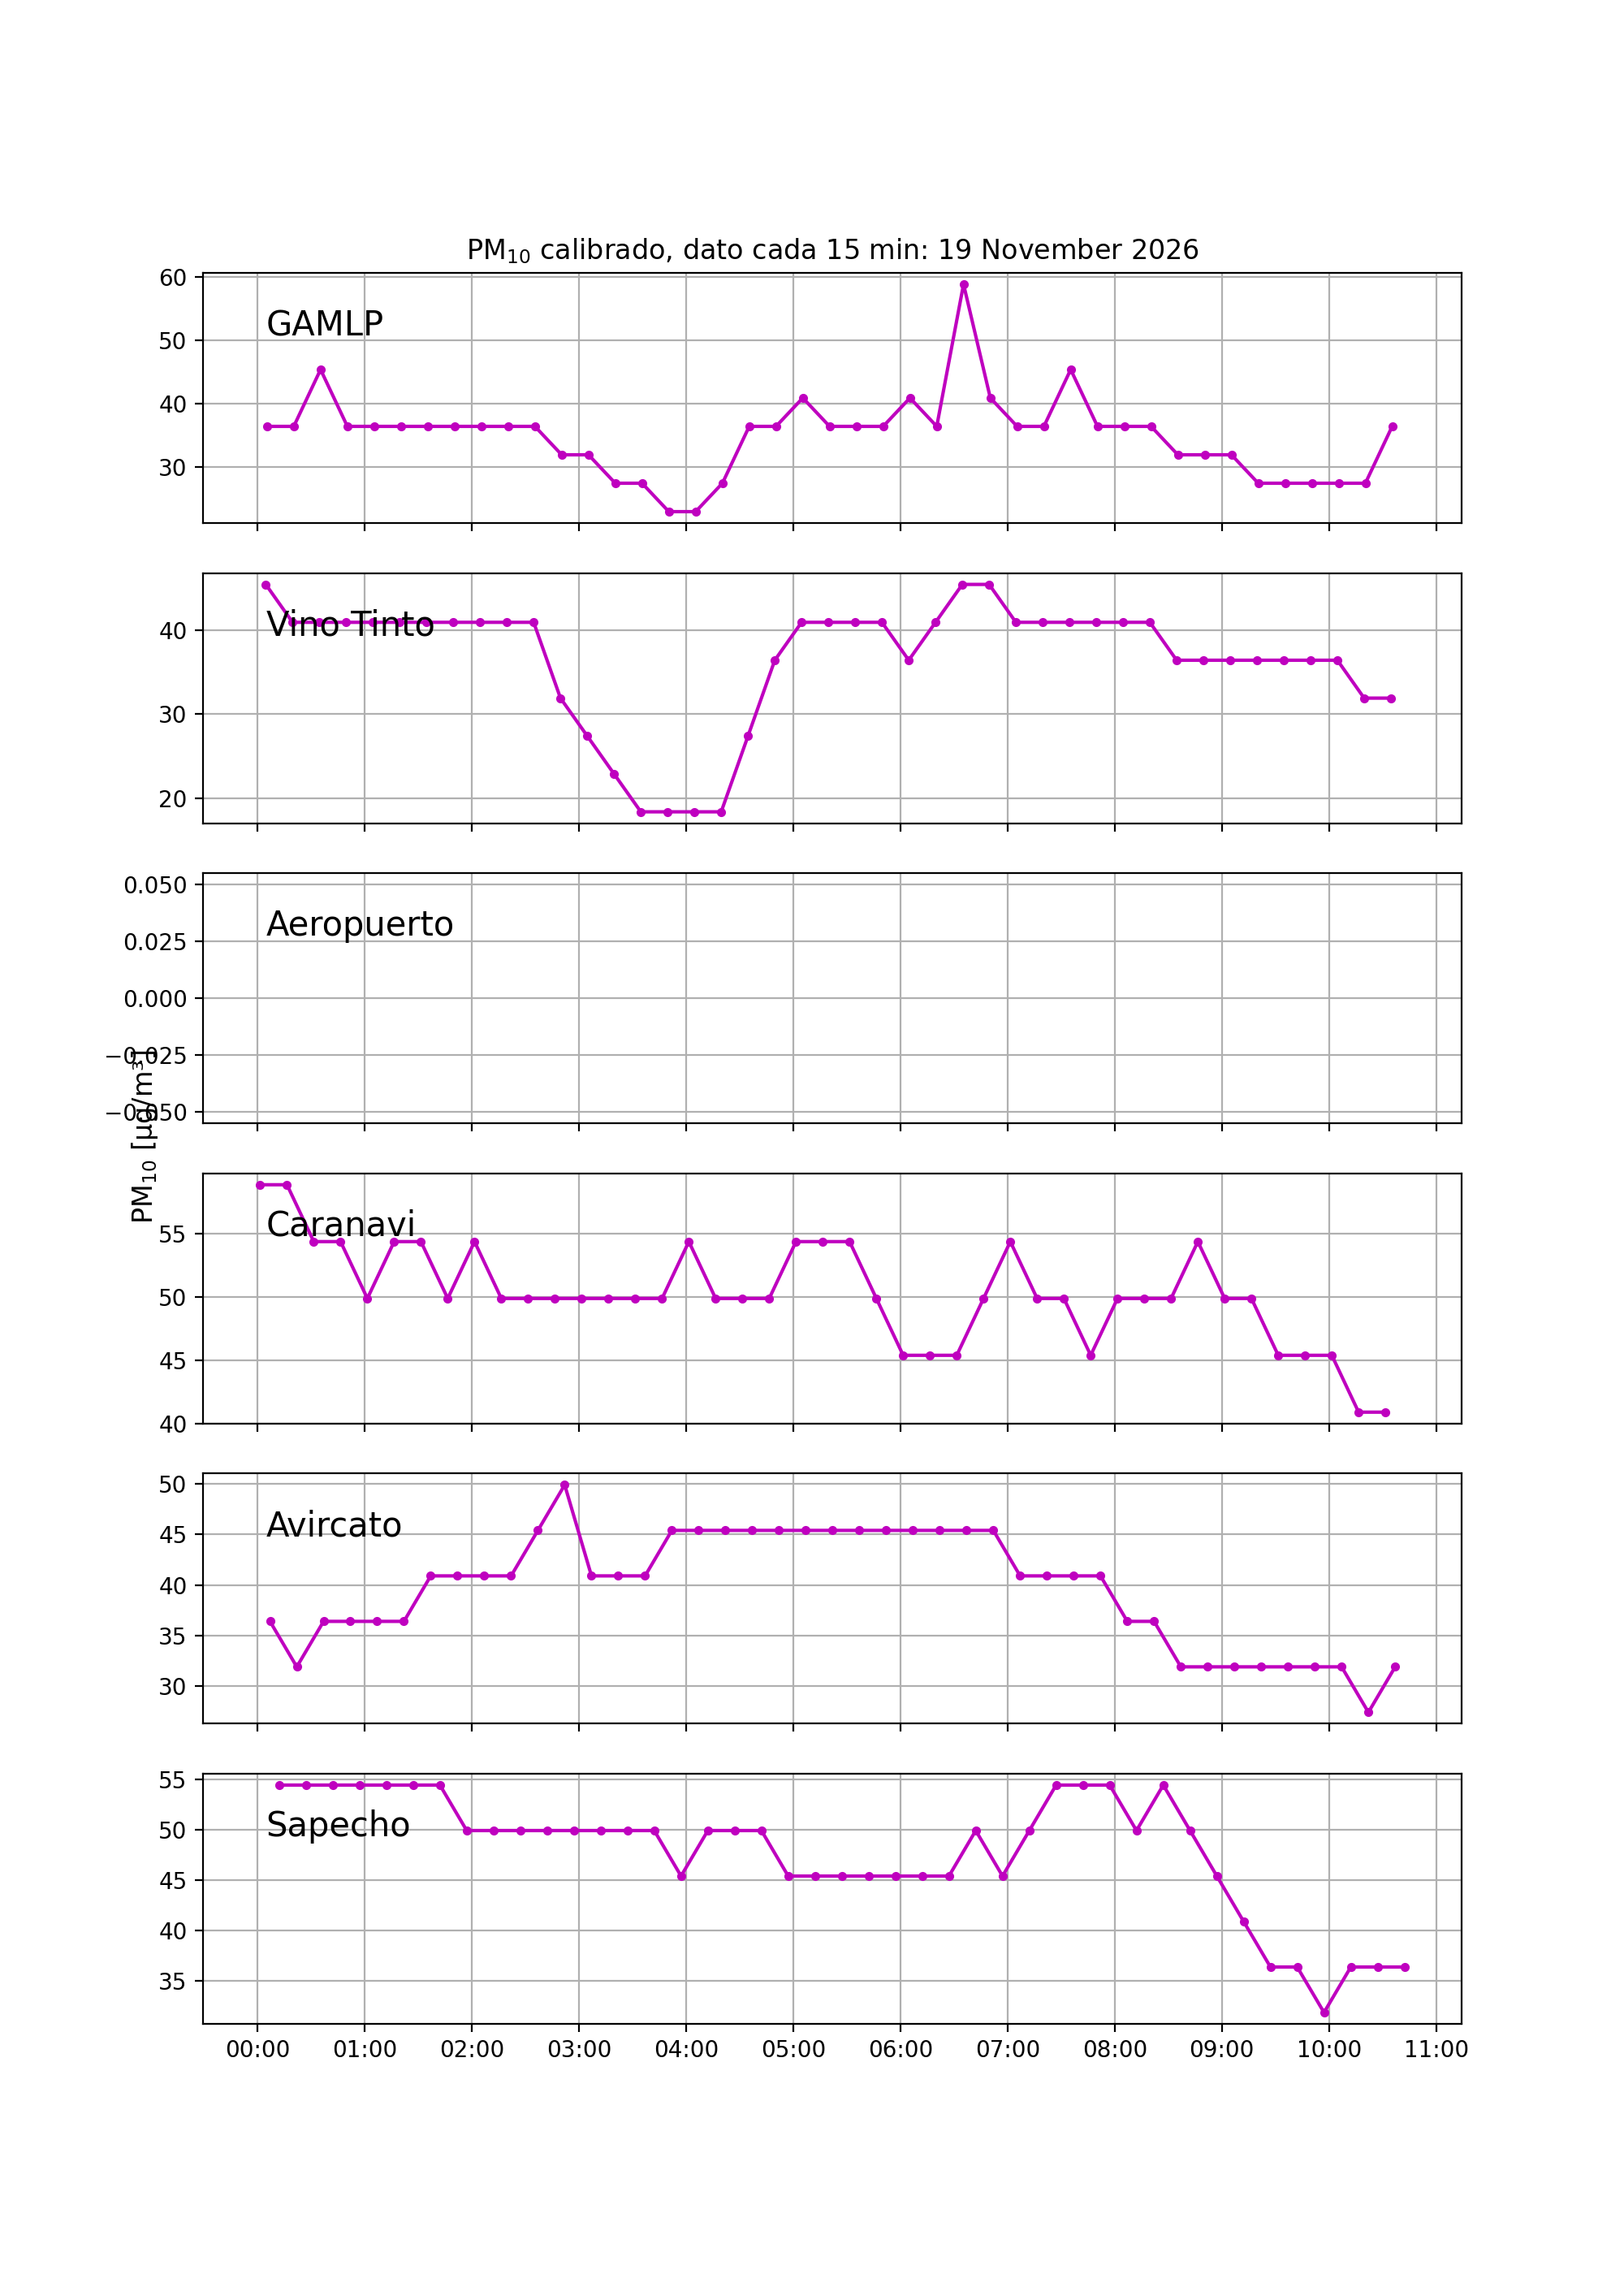 PM₁₀ calibrado, dato cada 15 min: 19 November 2026
60
50
40
30
GAMLP
40
30
20
Vino Tinto
0.050
0.025
0.000
−0.025
−0.050
Aeropuerto
PM₁₀ [μg/m³]
55
50
45
40
Caranavi
50
45
40
35
30
Avircato
55
50
45
40
35
Sapecho
00:00 01:00 02:00 03:00 04:00 05:00 06:00 07:00 08:00 09:00 10:00 11:00